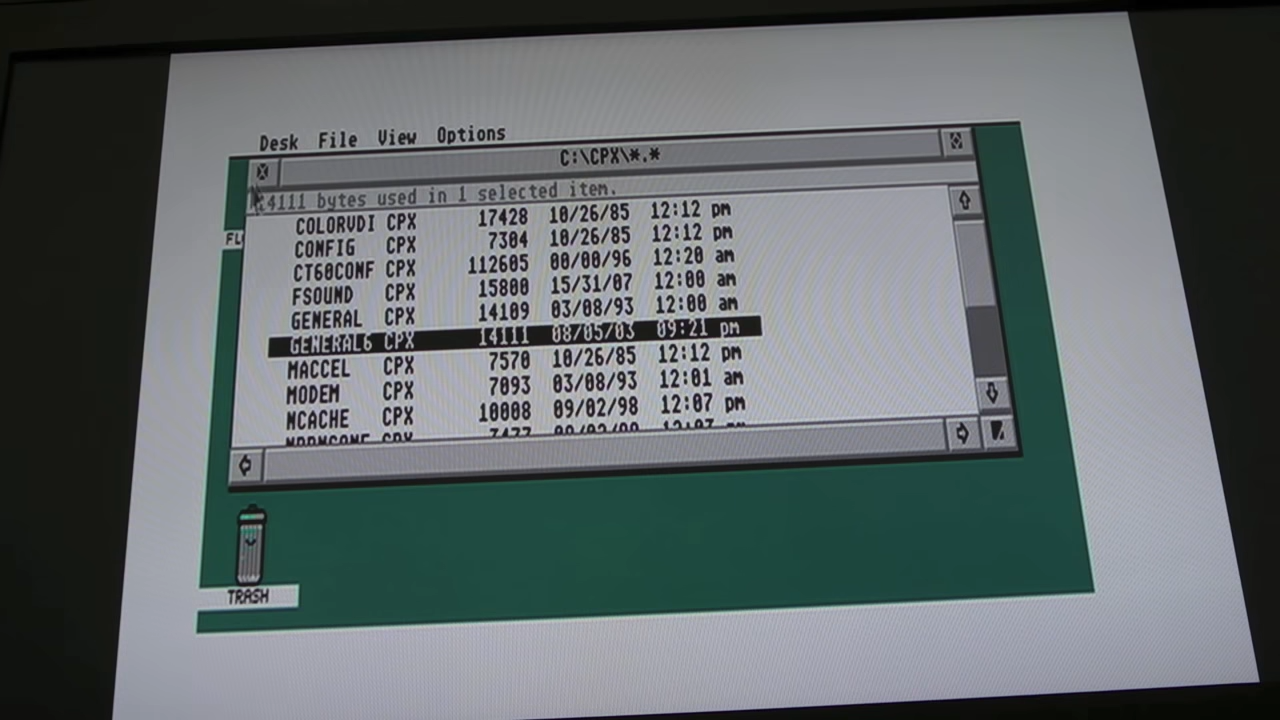 Desk File View Options
C:\CPX\*.*
14111 bytes used in 1 selected item.
COLORVDI CPX 17428 10/26/85 12:12 pm
CONFIG CPX 7304 10/26/85 12:12 pm
CT60CONF CPX 112605 00/00/96 12:20 am
FSOUND CPX 15800 15/31/07 12:00 am
GENERAL CPX 14109 03/08/93 12:00 am
GENERAL6 CPX 14111 08/05/03 09:21 pm
MACCEL CPX 7570 10/26/85 12:12 pm
MODEM CPX 7093 03/08/93 12:01 am
NCACHE CPX 10008 09/02/98 12:07 pm
TRASH